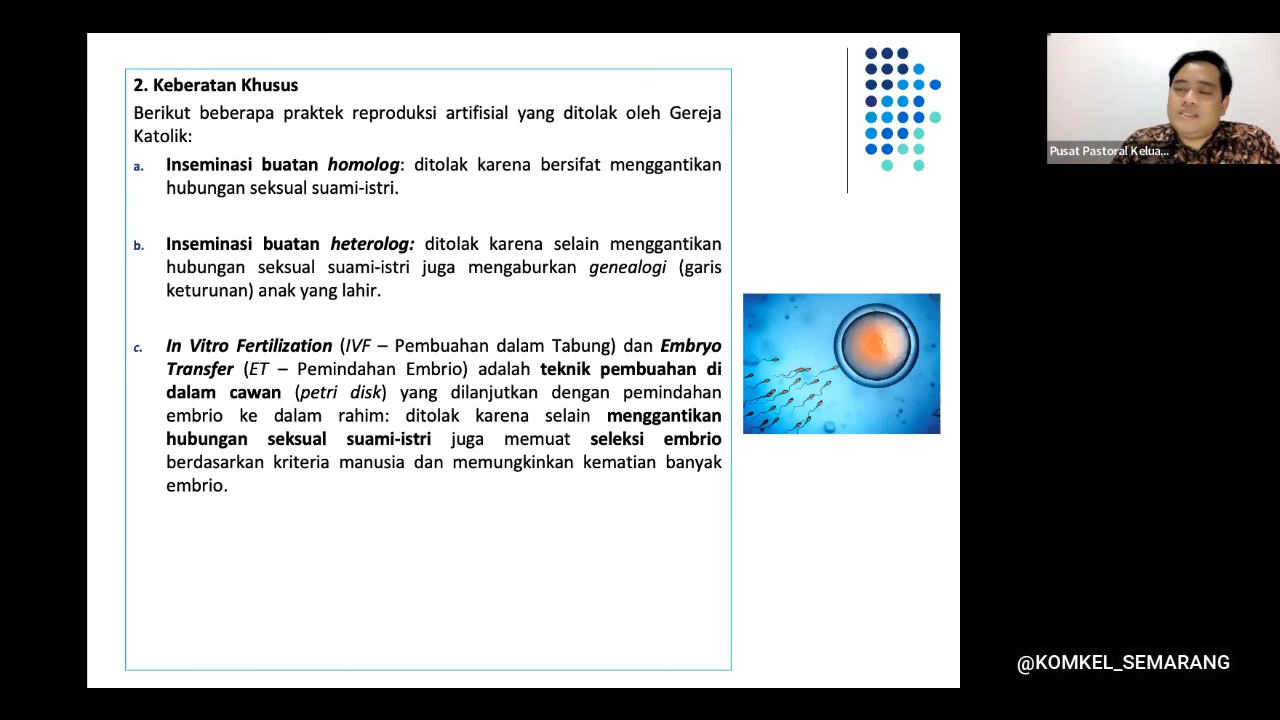 2. Keberatan Khusus
Berikut beberapa praktek reproduksi artifisial yang ditolak oleh Gereja
Katolik:
a. Inseminasi buatan homolog: ditolak karena bersifat menggantikan
hubungan seksual suami-istri.
b. Inseminasi buatan heterolog: ditolak karena selain menggantikan
hubungan seksual suami-istri juga mengaburkan genealogi (garis
keturunan) anak yang lahir.
c. In Vitro Fertilization (IVF – Pembuahan dalam Tabung) dan Embryo
Transfer (ET – Pemindahan Embrio) adalah teknik pembuahan di
dalam cawan (petri disk) yang dilanjutkan dengan pemindahan
embrio ke dalam rahim: ditolak karena selain menggantikan
hubungan seksual suami-istri juga memuat seleksi embrio
berdasarkan kriteria manusia dan memungkinkan kematian banyak
embrio.
Pusat Pastoral Kelua...
@KOMKEL_SEMARANG